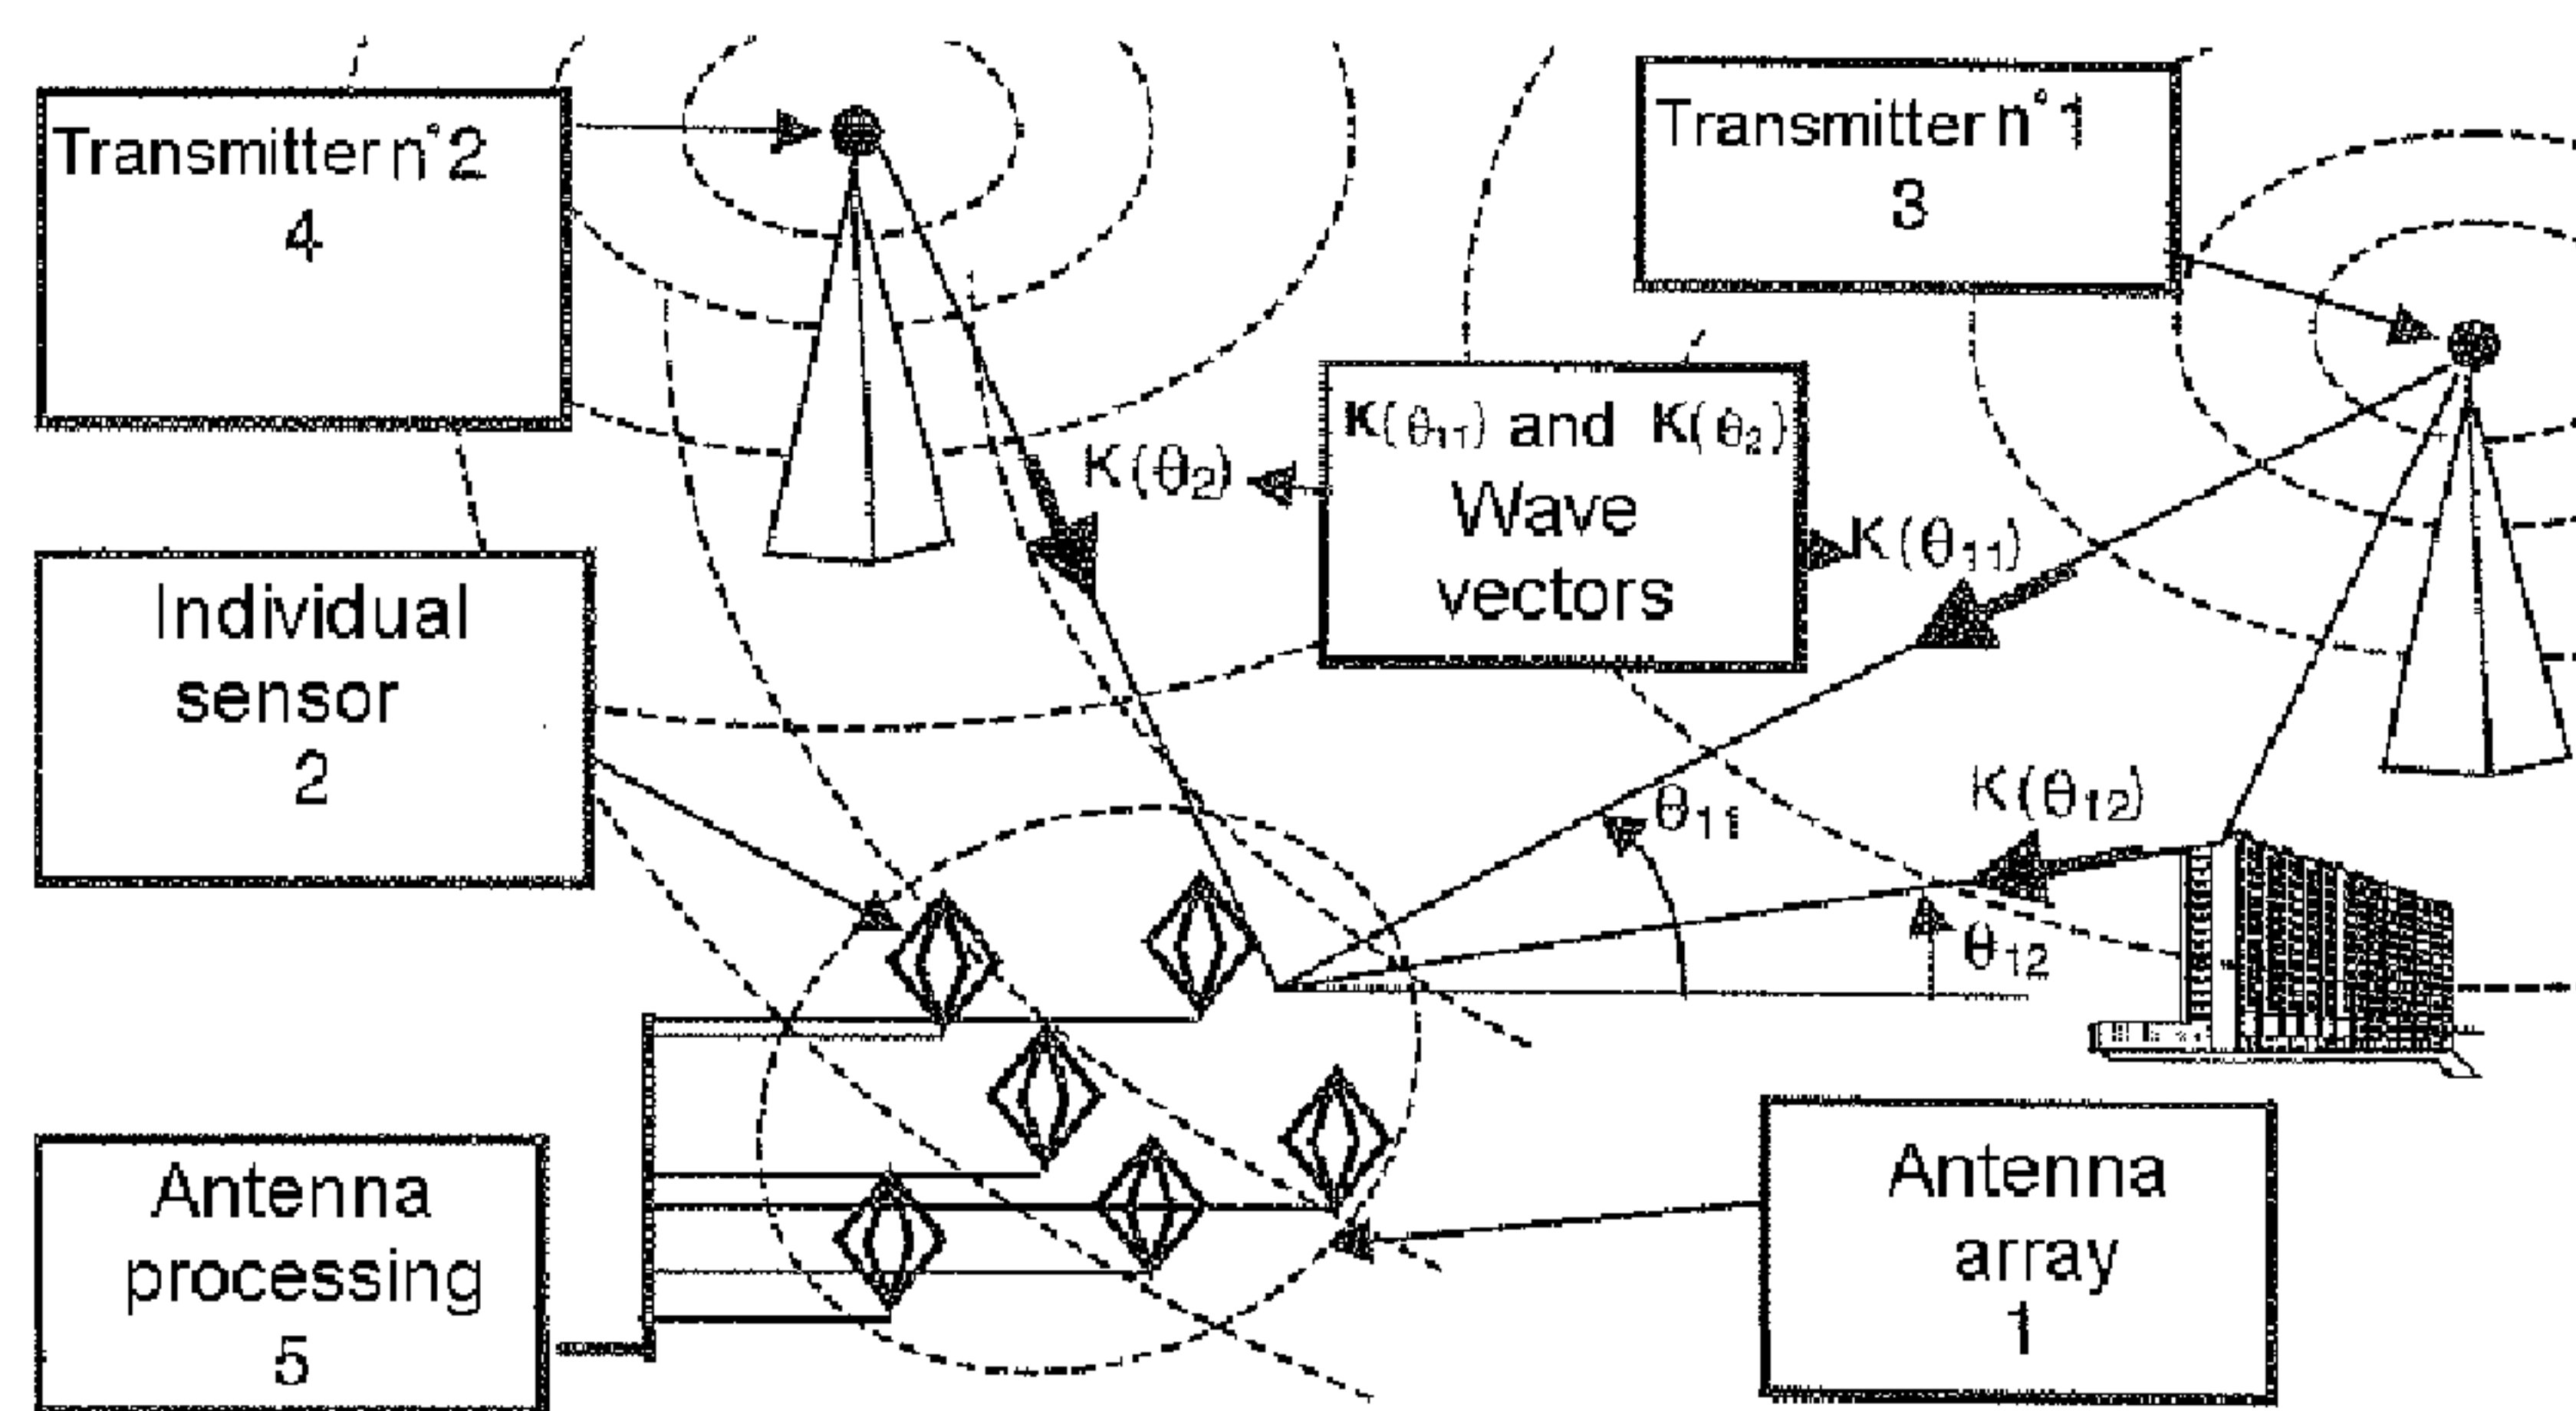 Transmitter n°2
4
Transmitter n°1
3
K(θ11) and K(θ2)
Wave
vectors
K(θ2)
K(θ11)
Individual
sensor
2
θ11
K(θ12)
θ12
Antenna
processing
5
Antenna
array
1